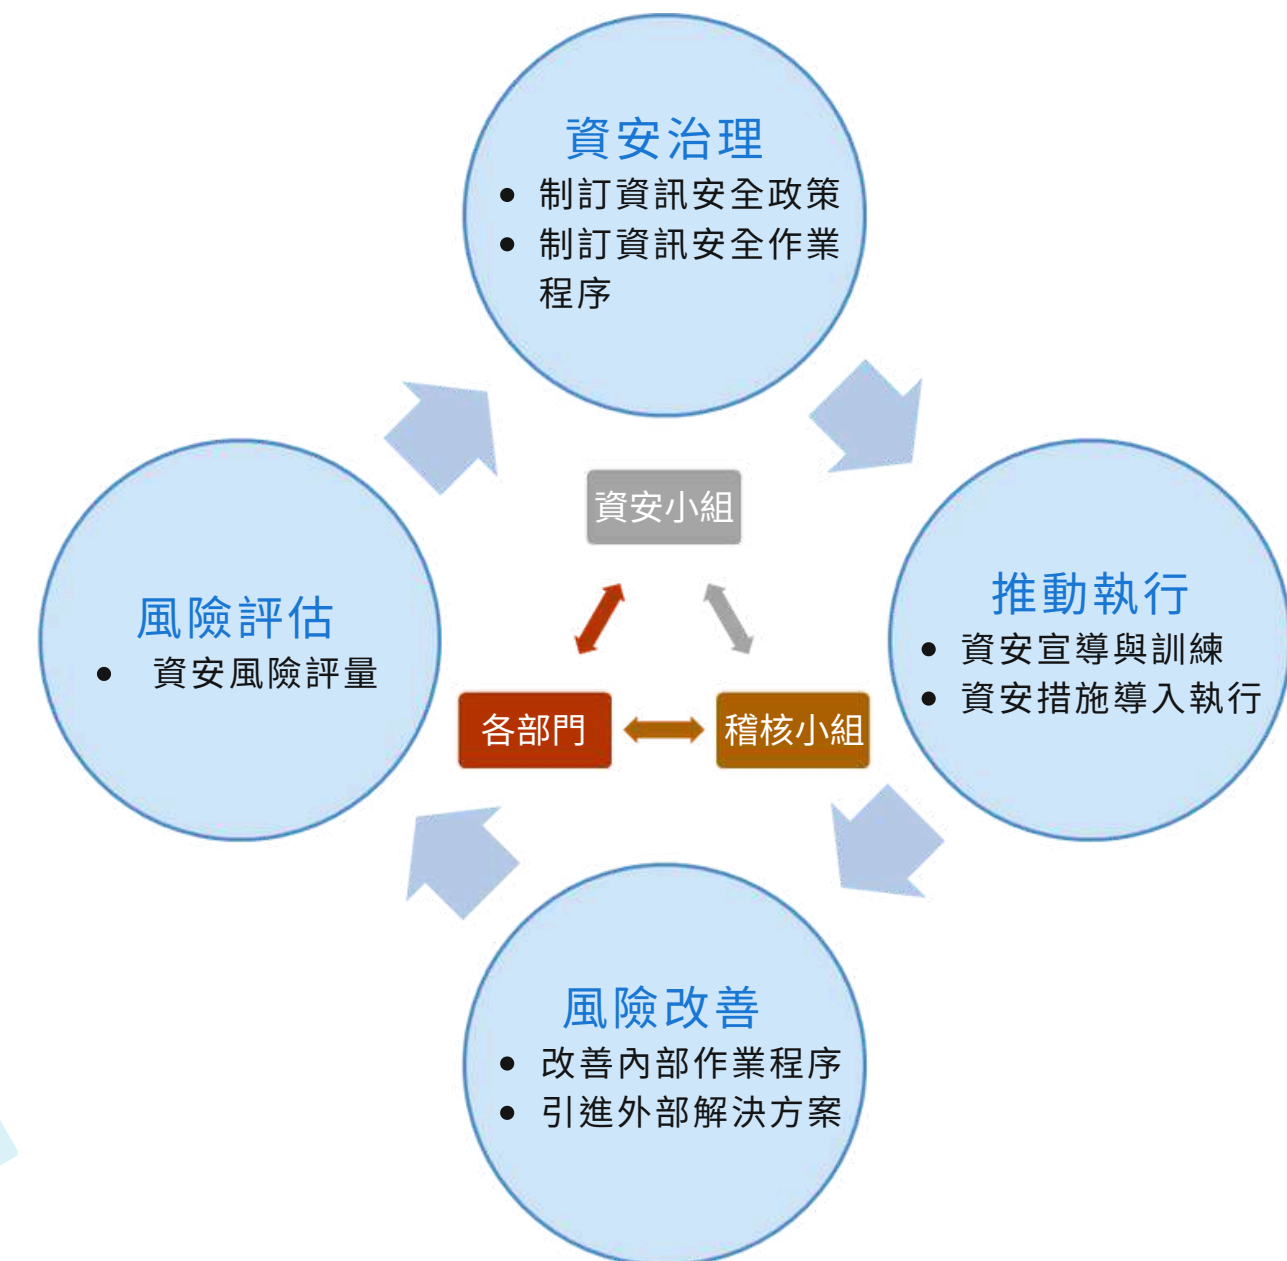 資安治理
• 制訂資訊安全政策
• 制訂資訊安全作業
程序
資安小組
風險評估
• 資安風險評量
推動執行
• 資安宣導與訓練
• 資安措施導入執行
各部門
稽核小組
風險改善
• 改善內部作業程序
• 引進外部解決方案